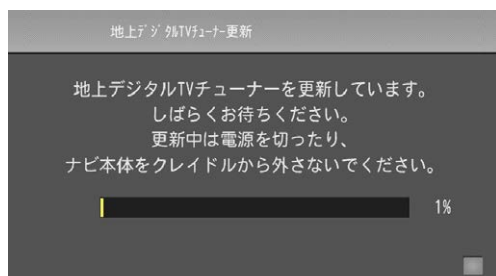 地上デジタルTVチューナー更新
地上デジタルTVチューナーを更新しています。
しばらくお待ちください。
更新中は電源を切ったり、
ナビ本体をクレイドルから外さないでください。
1%